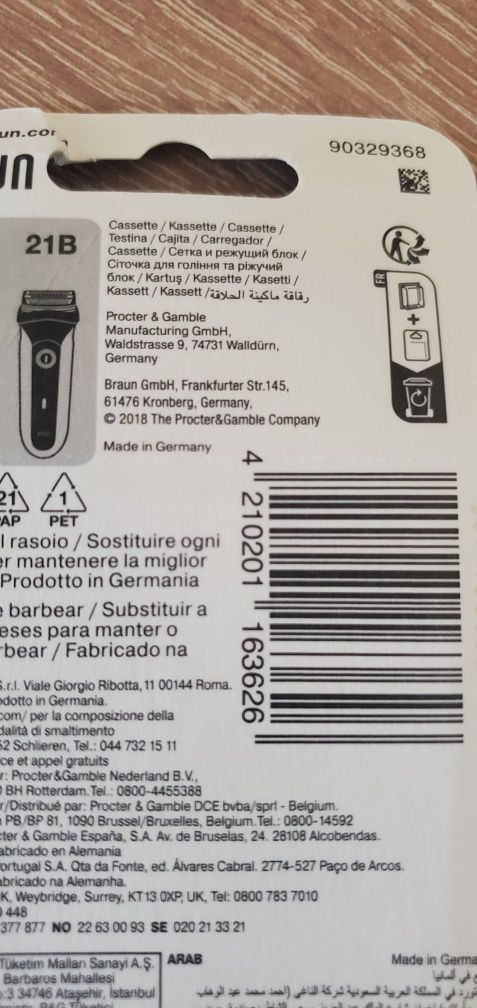 90329368
21B
Cassette / Kassette / Cassette /
Testina / Cajita / Carregador /
Cassette / Сетка и режущий блок /
Сіточка для гоління та ріжучий
блок / Kartuş / Kassette / Kasetti /
Kassett / Kassett / رقاقة ماكينة الحلاقة
Procter & Gamble
Manufacturing GmbH,
Waldstrasse 9, 74731 Walldürn,
Germany
Braun GmbH, Frankfurter Str.145,
61476 Kronberg, Germany,
© 2018 The Procter&Gamble Company
Made in Germany
FR
+
4 210201 163626
21 1
PAP PET
l rasoio / Sostituire ogni
er mantenere la miglior
Prodotto in Germania
e barbear / Substituir a
eses para manter o
rbear / Fabricado na
S.r.l. Viale Giorgio Ribotta, 11 00144 Roma.
odotto in Germania.
com/ per la composizione della
dalità di smaltimento
52 Schlieren, Tel.: 044 732 15 11
ce et appel gratuits
r: Procter&Gamble Nederland B.V.,
BH Rotterdam. Tel.: 0800-4455388
r/Distribué par: Procter & Gamble DCE bvba/sprl - Belgium.
PB/BP 81, 1090 Brussel/Bruxelles, Belgium. Tel.: 0800-14592
cter & Gamble España, S.A. Av. de Bruselas, 24. 28108 Alcobendas.
abricado en Alemania
ortugal S.A. Qta da Fonte, ed. Álvares Cabral. 2774-527 Paço de Arcos.
abricado na Alemanha.
K, Weybridge, Surrey, KT13 0XP, UK, Tel: 0800 783 7010
448
377 877 NO 22 63 00 93 SE 020 21 33 21
Tüketim Malları Sanayi A.Ş.
Barbaros Mahallesi
:3 34746 Ataşehir, İstanbul
ARAB
Made in Germa